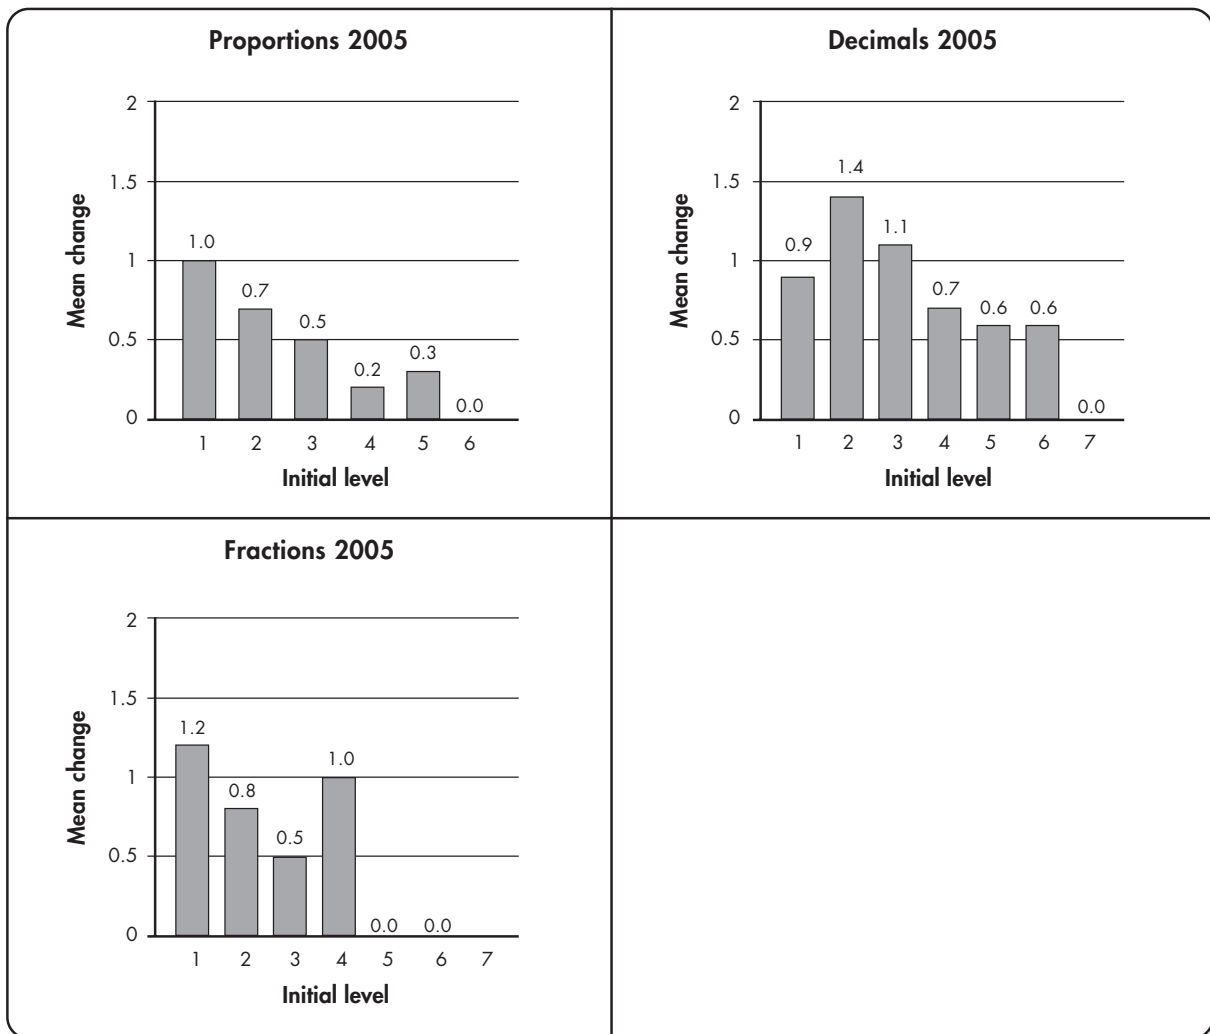 Proportions 2005
2
1.5
1
0.5
0
Mean change
1.0
0.7
0.5
0.2
0.3
0.0
1 2 3 4 5 6
Initial level
Decimals 2005
2
1.5
1
0.5
0
Mean change
0.9
1.4
1.1
0.7
0.6
0.6
0.0
1 2 3 4 5 6 7
Initial level
Fractions 2005
2
1.5
1
0.5
0
Mean change
1.2
0.8
0.5
1.0
0.0
0.0
1 2 3 4 5 6 7
Initial level